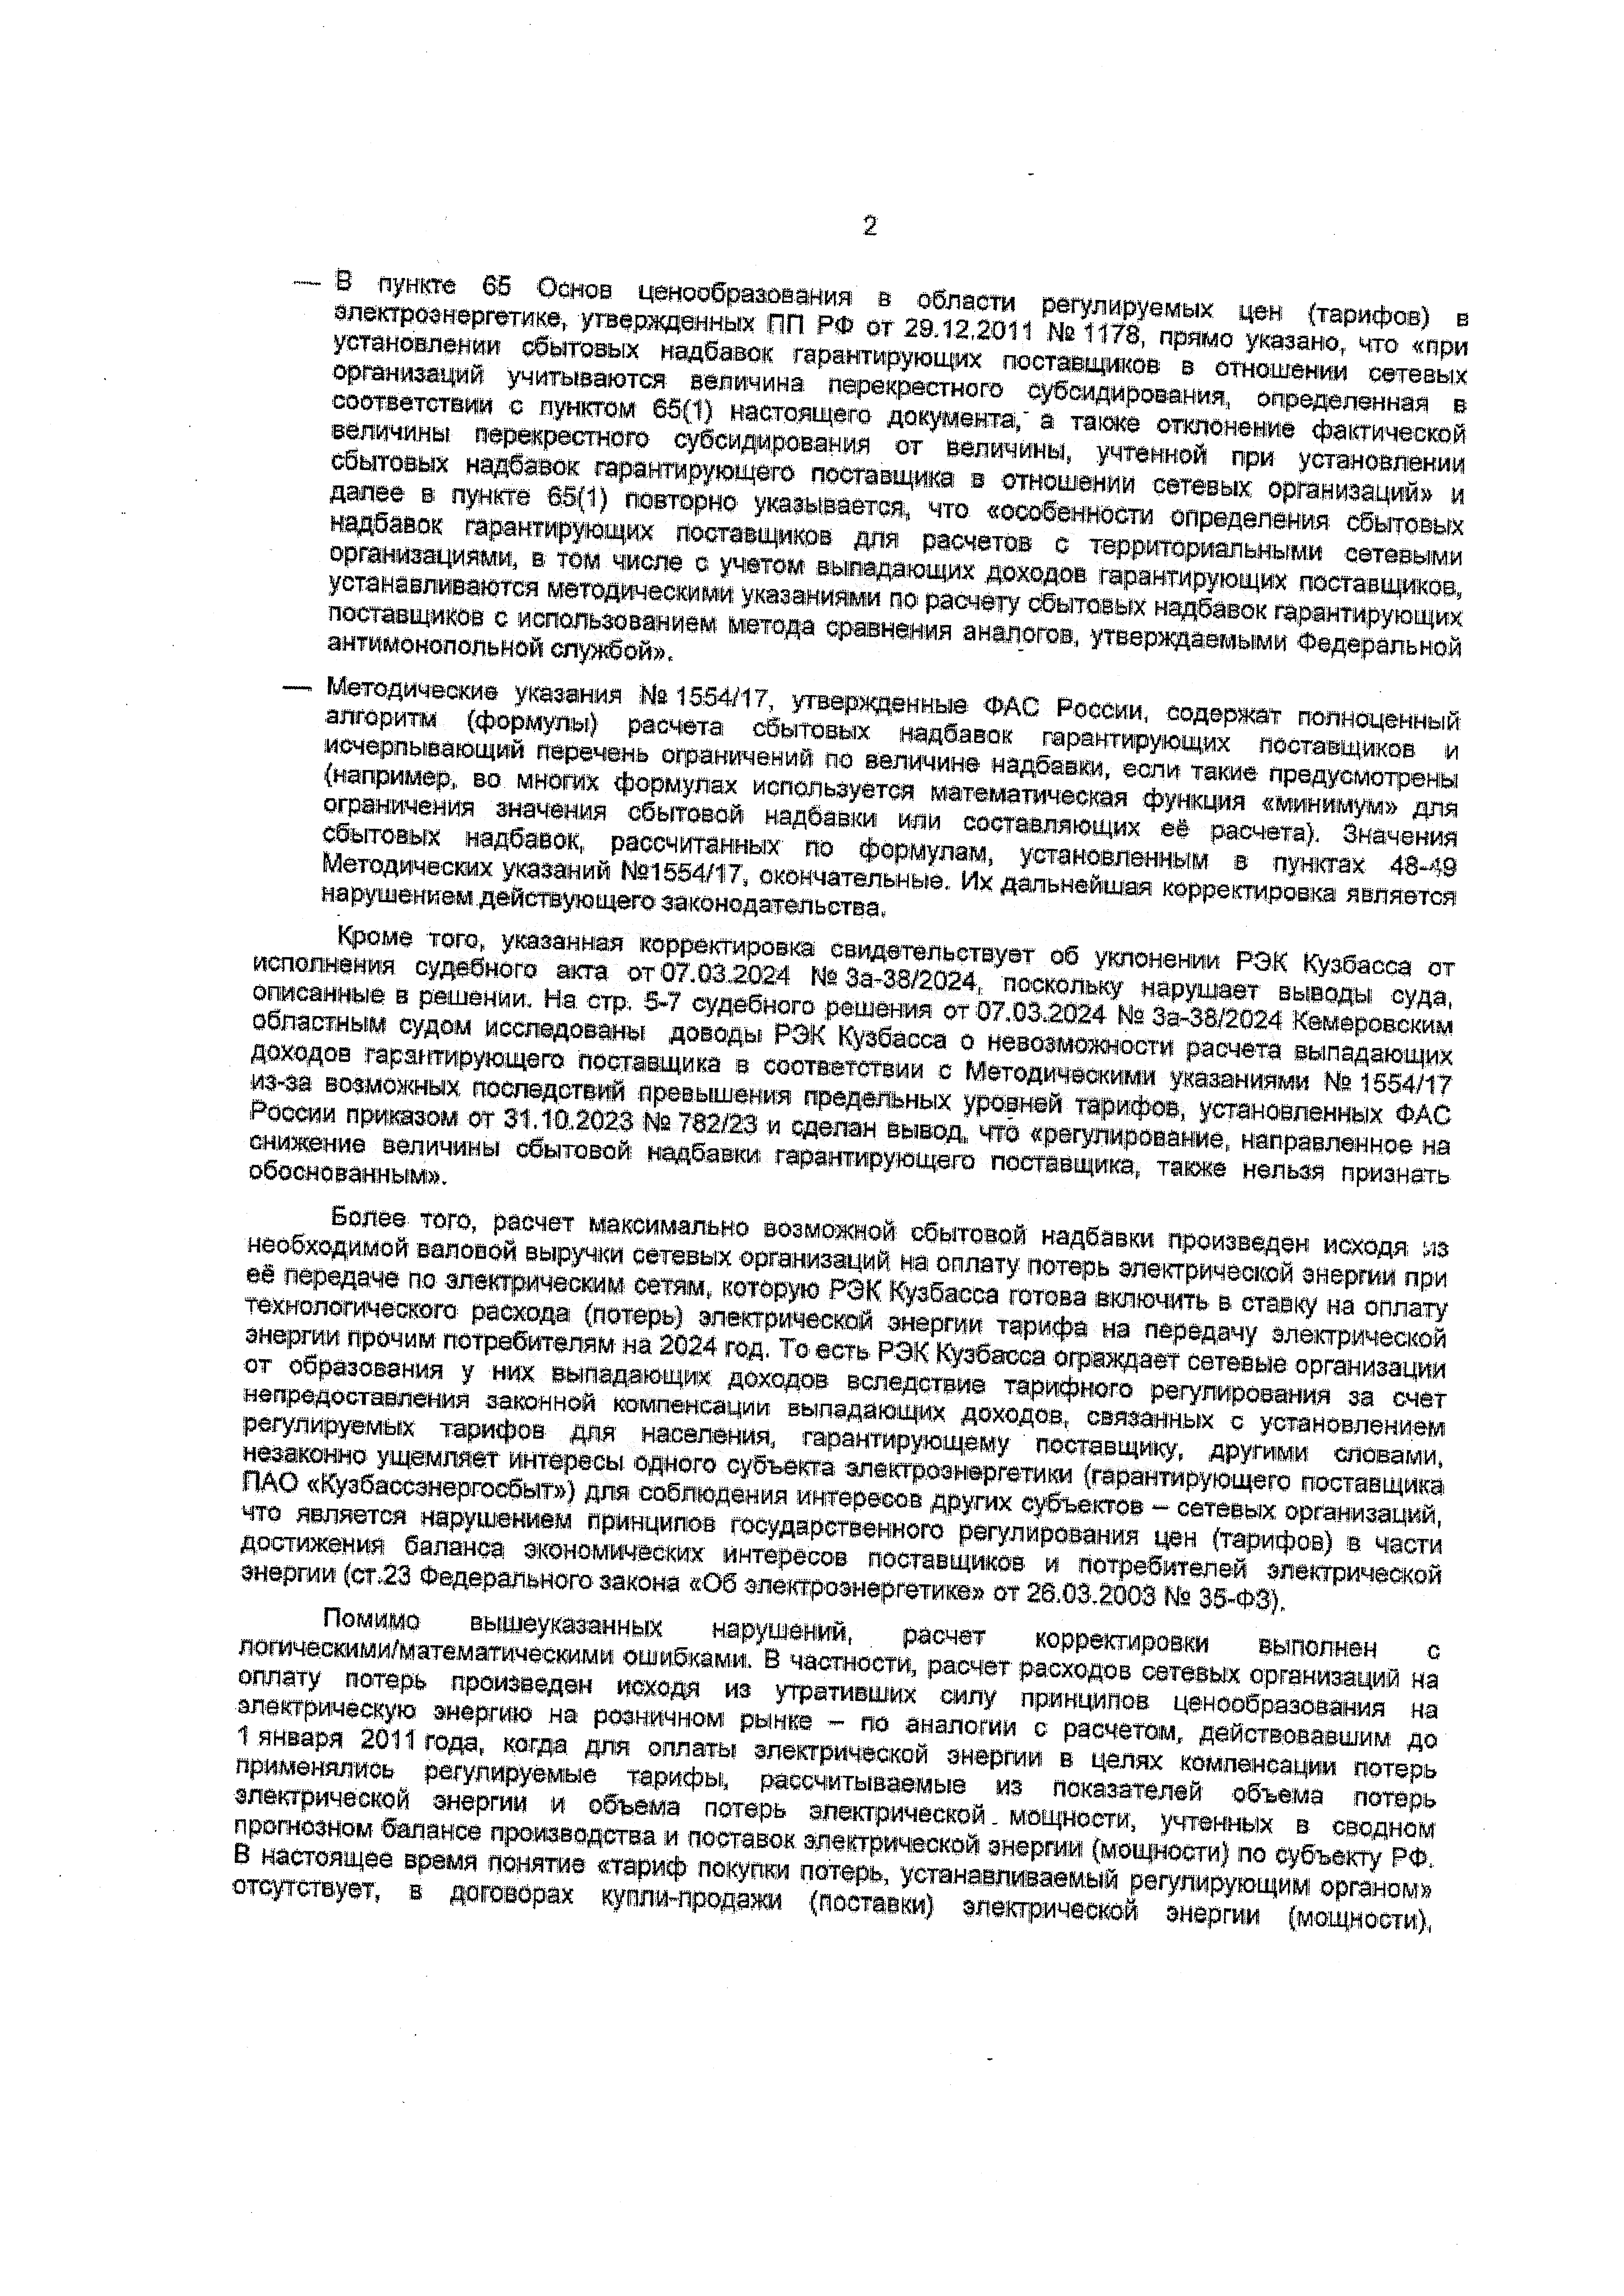 2
— В пункте 65 Основ ценообразования в области регулируемых цен (тарифов) в
электроэнергетике, утвержденных ПП РФ от 29.12.2011 № 1178, прямо указано, что «при
установлении сбытовых надбавок гарантирующих поставщиков в отношении сетевых
организаций учитываются величина перекрестного субсидирования, определенная в
соответствии с пунктом 65(1) настоящего документа, а также отклонение фактической
величины перекрестного субсидирования от величины, учтенной при установлении
сбытовых надбавок гарантирующего поставщика в отношении сетевых организаций» и
далее в пункте 65(1) повторно указывается, что «особенности определения сбытовых
надбавок гарантирующих поставщиков для расчетов с территориальными сетевыми
организациями, в том числе с учетом выпадающих доходов гарантирующих поставщиков,
устанавливаются методическими указаниями по расчету сбытовых надбавок гарантирующих
поставщиков с использованием метода сравнения аналогов, утверждаемыми Федеральной
антимонопольной службой».
— Методические указания № 1554/17, утвержденные ФАС России, содержат полноценный
алгоритм (формулы) расчета сбытовых надбавок гарантирующих поставщиков и
исчерпывающий перечень ограничений по величине надбавки, если такие предусмотрены
(например, во многих формулах используется математическая функция «минимум» для
ограничения значения сбытовой надбавки или составляющих её расчета). Значения
сбытовых надбавок, рассчитанных по формулам, установленным в пунктах 48-49
Методических указаний №1554/17, окончательные. Их дальнейшая корректировка является
нарушением действующего законодательства.
Кроме того, указанная корректировка свидетельствует об уклонении РЭК Кузбасса от
исполнения судебного акта от 07.03.2024 № 3а-38/2024, поскольку нарушает выводы суда,
описанные в решении. На стр. 5-7 судебного решения от 07.03.2024 № 3а-38/2024 Кемеровским
областным судом исследованы доводы РЭК Кузбасса о невозможности расчета выпадающих
доходов гарантирующего поставщика в соответствии с Методическими указаниями № 1554/17
из-за возможных последствий превышения предельных уровней тарифов, установленных ФАС
России приказом от 31.10.2023 № 782/23 и сделан вывод, что «регулирование, направленное на
снижение величины сбытовой надбавки гарантирующего поставщика, также нельзя признать
обоснованным».
Более того, расчет максимально возможной сбытовой надбавки произведен исходя из
необходимой валовой выручки сетевых организаций на оплату потерь электрической энергии при
её передаче по электрическим сетям, которую РЭК Кузбасса готова включить в ставку на оплату
технологического расхода (потерь) электрической энергии тарифа на передачу электрической
энергии прочим потребителям на 2024 год. То есть РЭК Кузбасса ограждает сетевые организации
от образования у них выпадающих доходов вследствие тарифного регулирования за счет
непредоставления законной компенсации выпадающих доходов, связанных с установлением
регулируемых тарифов для населения, гарантирующему поставщику, другими словами,
незаконно ущемляет интересы одного субъекта электроэнергетики (гарантирующего поставщика
ПАО «Кузбассэнергосбыт») для соблюдения интересов других субъектов – сетевых организаций,
что является нарушением принципов государственного регулирования цен (тарифов) в части
достижения баланса экономических интересов поставщиков и потребителей электрической
энергии (ст.23 Федерального закона «Об электроэнергетике» от 26.03.2003 № 35-ФЗ).
Помимо вышеуказанных нарушений, расчет корректировки выполнен с
логическими/математическими ошибками. В частности, расчет расходов сетевых организаций на
оплату потерь произведен исходя из утративших силу принципов ценообразования на
электрическую энергию на розничном рынке – по аналогии с расчетом, действовавшим до
1 января 2011 года, когда для оплаты электрической энергии в целях компенсации потерь
применялись регулируемые тарифы, рассчитываемые из показателей объема потерь
электрической энергии и объема потерь электрической мощности, учтенных в сводном
прогнозном балансе производства и поставок электрической энергии (мощности) по субъекту РФ.
В настоящее время понятие «тариф покупки потерь, устанавливаемый регулирующим органом»
отсутствует, в договорах купли-продажи (поставки) электрической энергии (мощности),